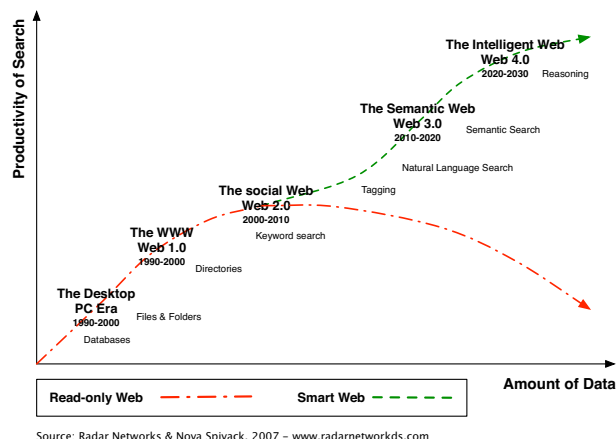 Productivity of Search
The Intelligent Web
Web 4.0
2020-2030
Reasoning
The Semantic Web
Web 3.0
2010-2020
Semantic Search
Natural Language Search
Tagging
The social Web
Web 2.0
2000-2010
Keyword search
The WWW
Web 1.0
1990-2000
Directories
The Desktop
PC Era
1990-2000
Files & Folders
Databases
Amount of Data
Read-only Web
Smart Web
Source: Radar Networks & Nova Spivack, 2007 – www.radarnetworkds.com